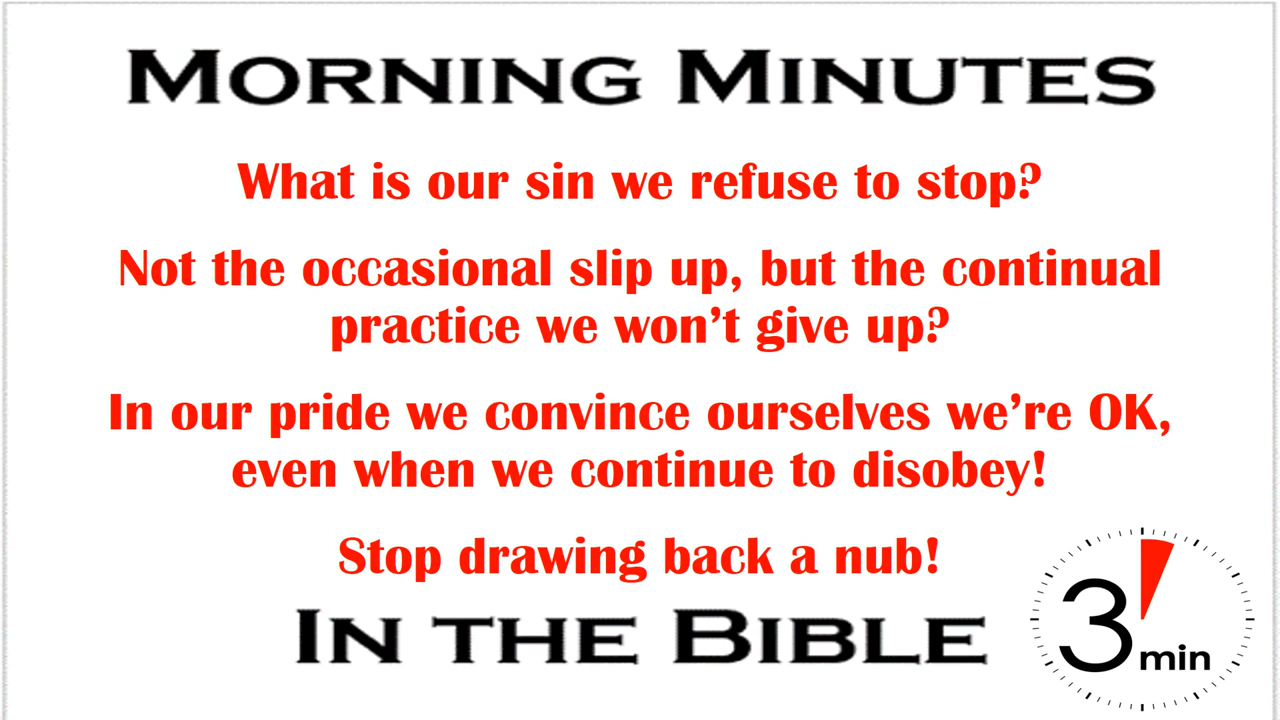 Morning Minutes
What is our sin we refuse to stop?
Not the occasional slip up, but the continual
practice we won’t give up?
In our pride we convince ourselves we’re OK,
even when we continue to disobey!
Stop drawing back a nub!
In the Bible
3 min